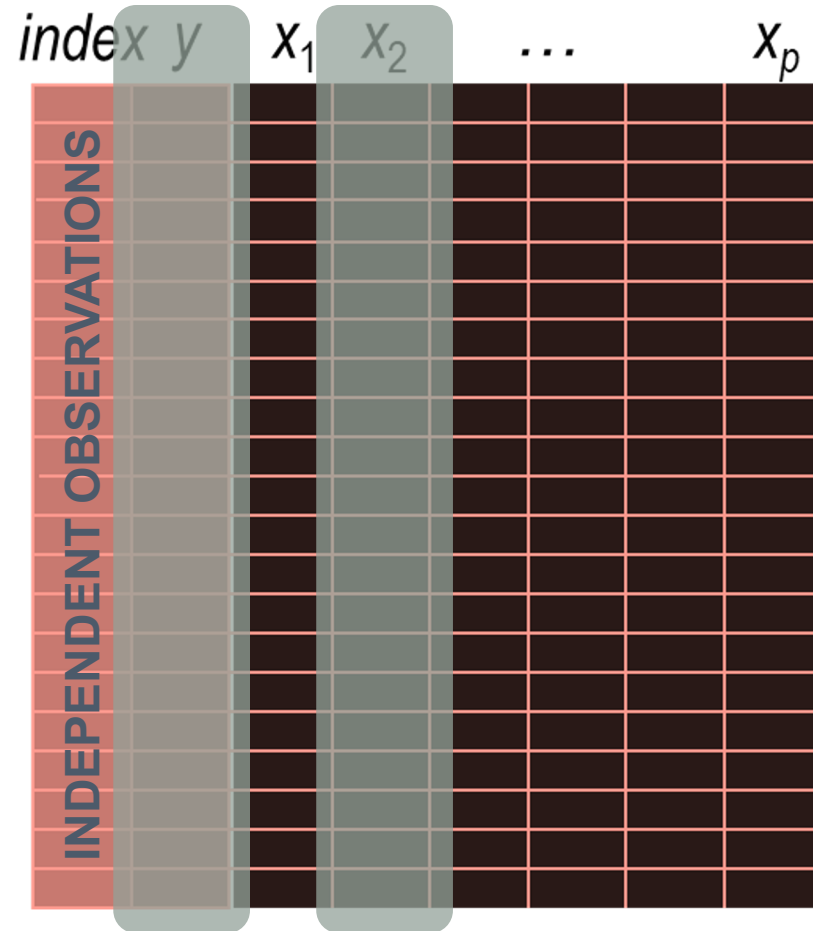 index y x₁ x₂ … xₚ
INDEPENDENT OBSERVATIONS